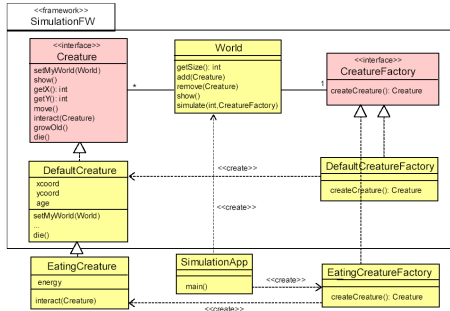 <<framework>>
SimulationFW
<<interface>>
Creature
setMyWorld(World)
show()
getX(): int
getY(): int
move()
interact(Creature)
growOld()
die()
*
World
getSize(): int
add(Creature)
remove(Creature)
show()
simulate(int,CreatureFactory)
1
<<interface>>
CreatureFactory
createCreature(): Creature
DefaultCreature
xcoord
ycoord
age
setMyWorld(World)
...
die()
<<create>>
<<create>>
DefaultCreatureFactory
createCreature(): Creature
EatingCreature
energy
interact(Creature)
SimulationApp
main()
<<create>>
EatingCreatureFactory
createCreature(): Creature
<<create>>